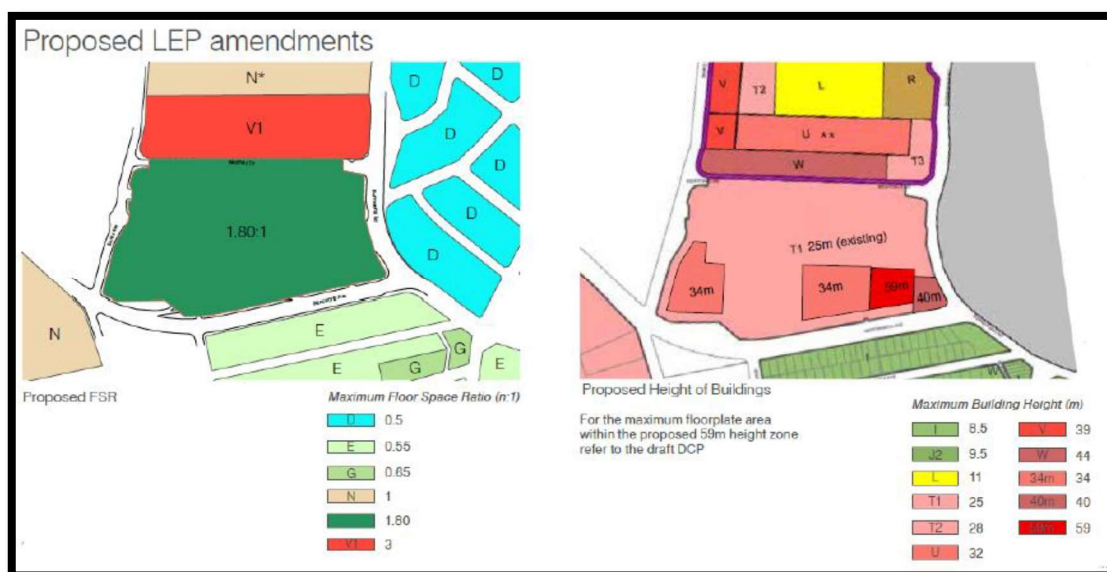 Proposed LEP amendments
N*
V1
D
D
D
D
D
D
D
1.80:1
N
E
E
G
G
E
Proposed FSR
Maximum Floor Space Ratio (n:1)
D 0.5
E 0.55
G 0.65
N 1
1.80
V1 3
V
T2
L
R
V
U **
W
T3
T1 25m (existing)
34m
34m
59m
40m
I
W
Proposed Height of Buildings
For the maximum floorplate area
within the proposed 59m height zone
refer to the draft DCP
Maximum Building Height (m)
I 8.5 V 39
J2 9.5 W 44
L 11 34m 34
T1 25 40m 40
T2 28 59m 59
U 32